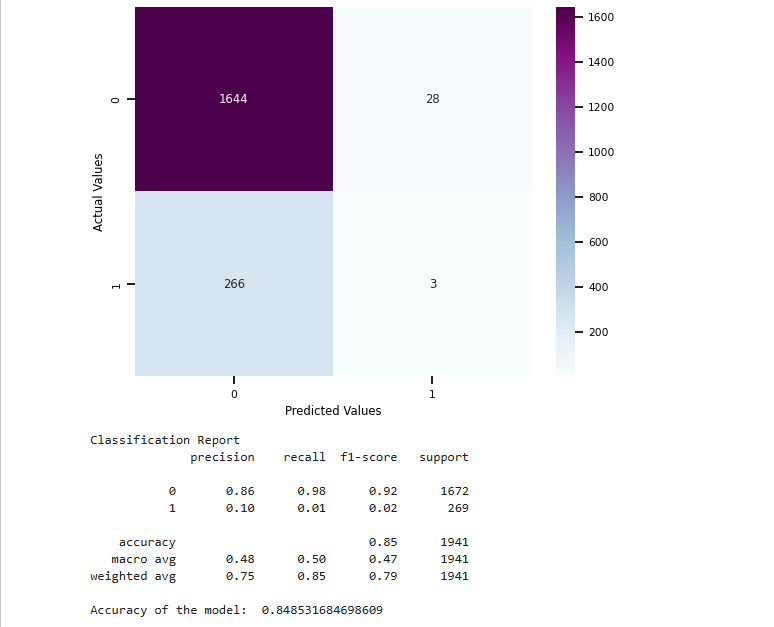 1600
1400
1200
1000
800
600
400
200
0
1644
28
Actual Values
1
266
3
0
1
Predicted Values
Classification Report
precision recall f1-score support
0 0.86 0.98 0.92 1672
1 0.10 0.01 0.02 269
accuracy 0.85 1941
macro avg 0.48 0.50 0.47 1941
weighted avg 0.75 0.85 0.79 1941
Accuracy of the model: 0.848531684698609